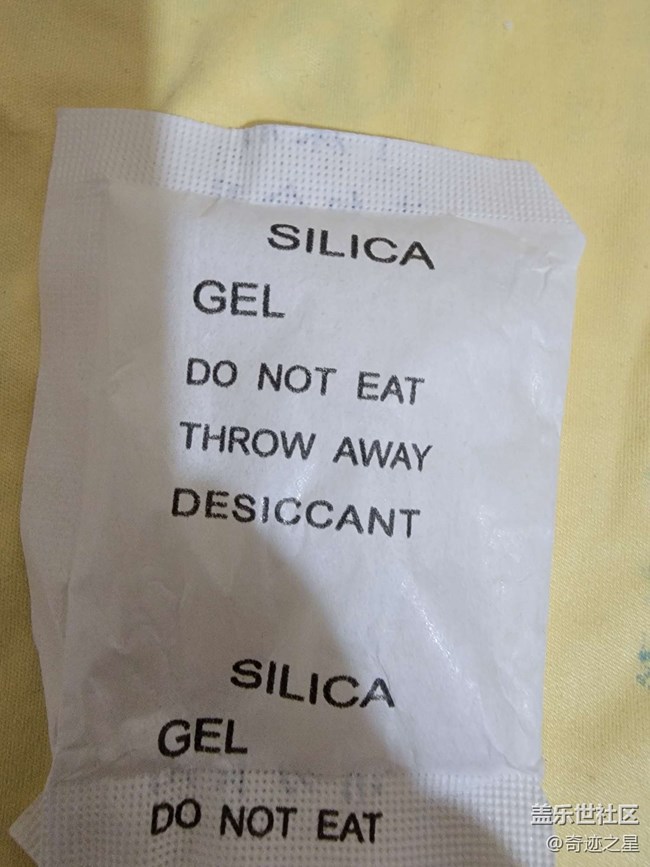 SILICA
GEL
DO NOT EAT
THROW AWAY
DESICCANT
SILICA
GEL
DO NOT EAT
盖乐世社区
@奇迹之星